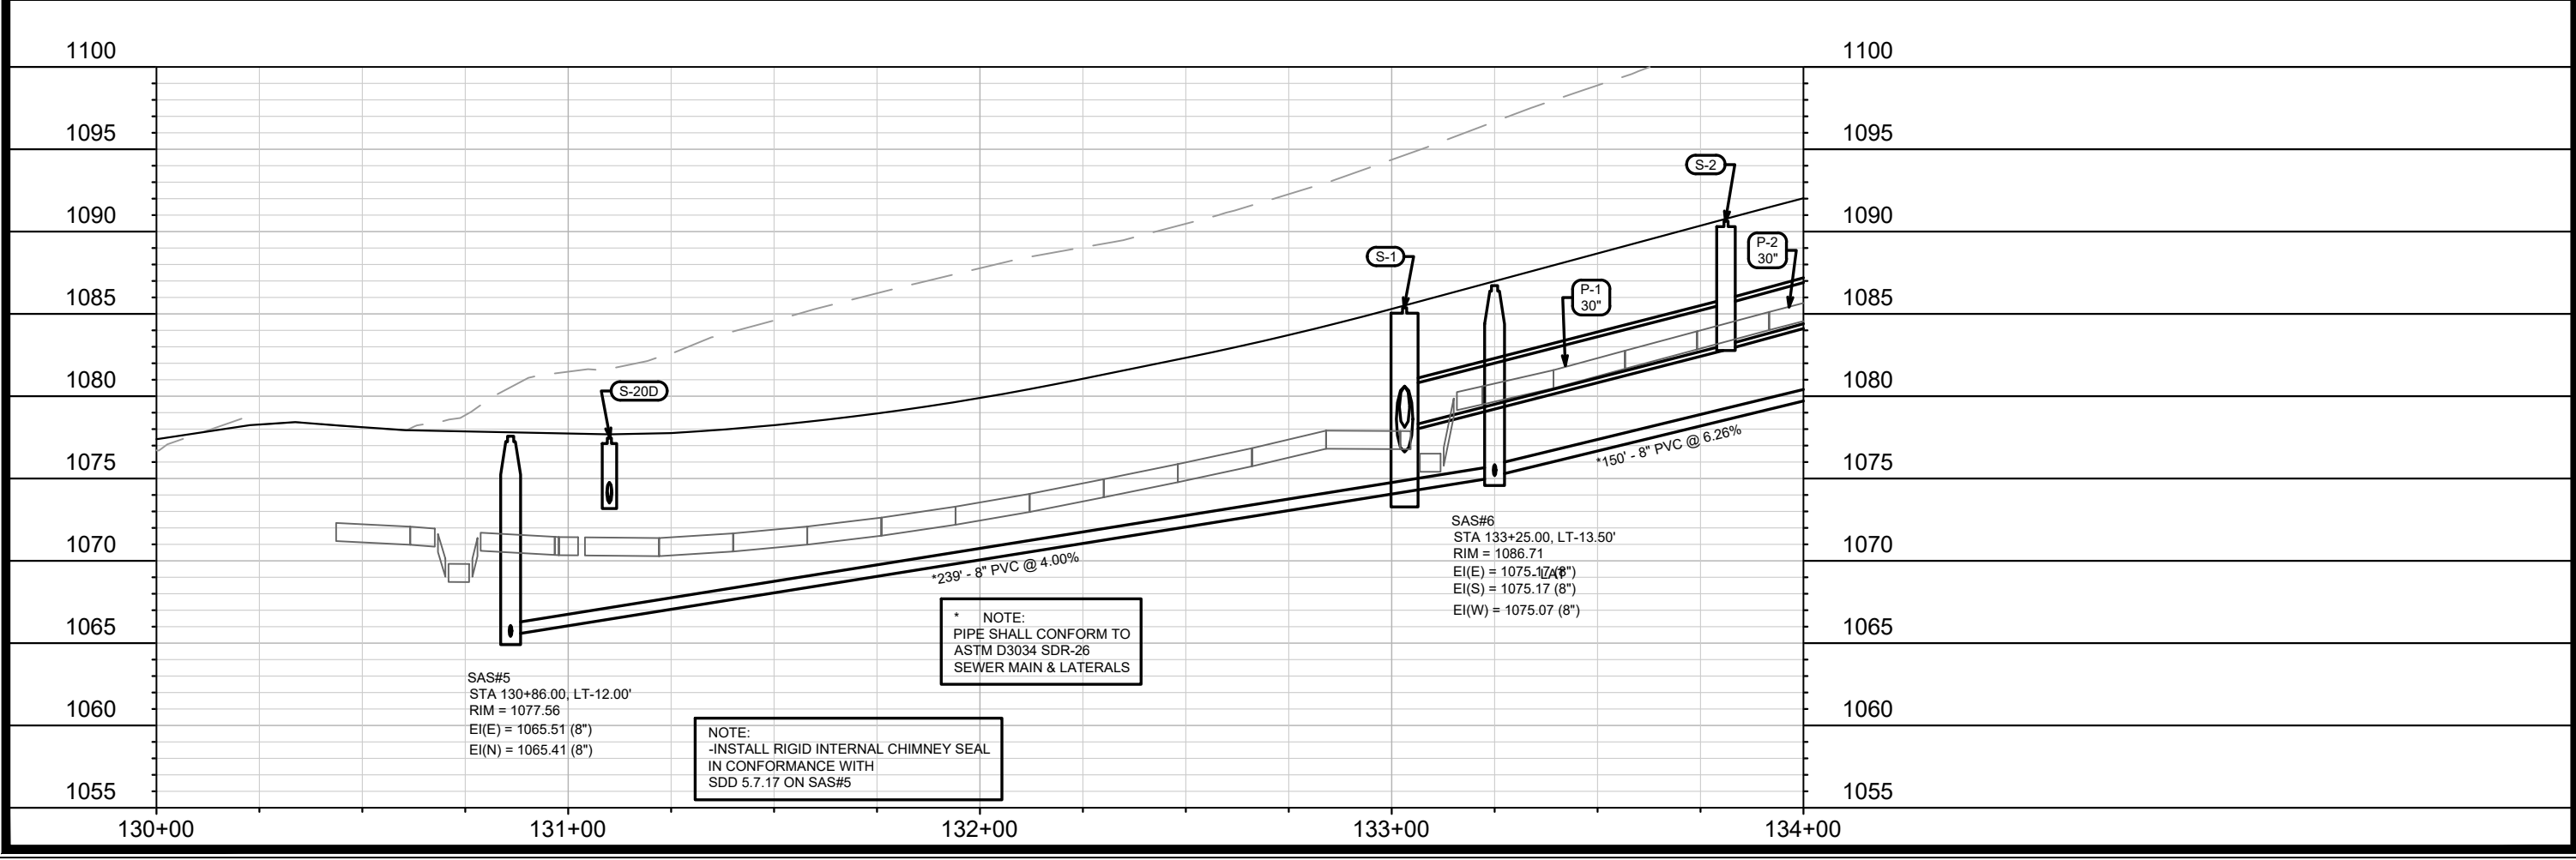 1100
1100
1095
1095
S-2
1090
1090
P-2
30"
S-1
1085
1085
P-1
30"
1080
1080
S-20D
1075
1075
*150' - 8" PVC @ 6.26%
SAS#6
STA 133+25.00, LT-13.50'
RIM = 1086.71
EI(E) = 1075.17 (8")
- LAT
EI(S) = 1075.17 (8")
EI(W) = 1075.07 (8")
1070
1070
*239' - 8" PVC @ 4.00%
* NOTE:
PIPE SHALL CONFORM TO
ASTM D3034 SDR-26
SEWER MAIN & LATERALS
1065
1065
SAS#5
STA 130+86.00, LT-12.00'
RIM = 1077.56
EI(E) = 1065.51 (8")
EI(N) = 1065.41 (8")
1060
1060
NOTE:
-INSTALL RIGID INTERNAL CHIMNEY SEAL
IN CONFORMANCE WITH
SDD 5.7.17 ON SAS#5
1055
1055
130+00
131+00
132+00
133+00
134+00